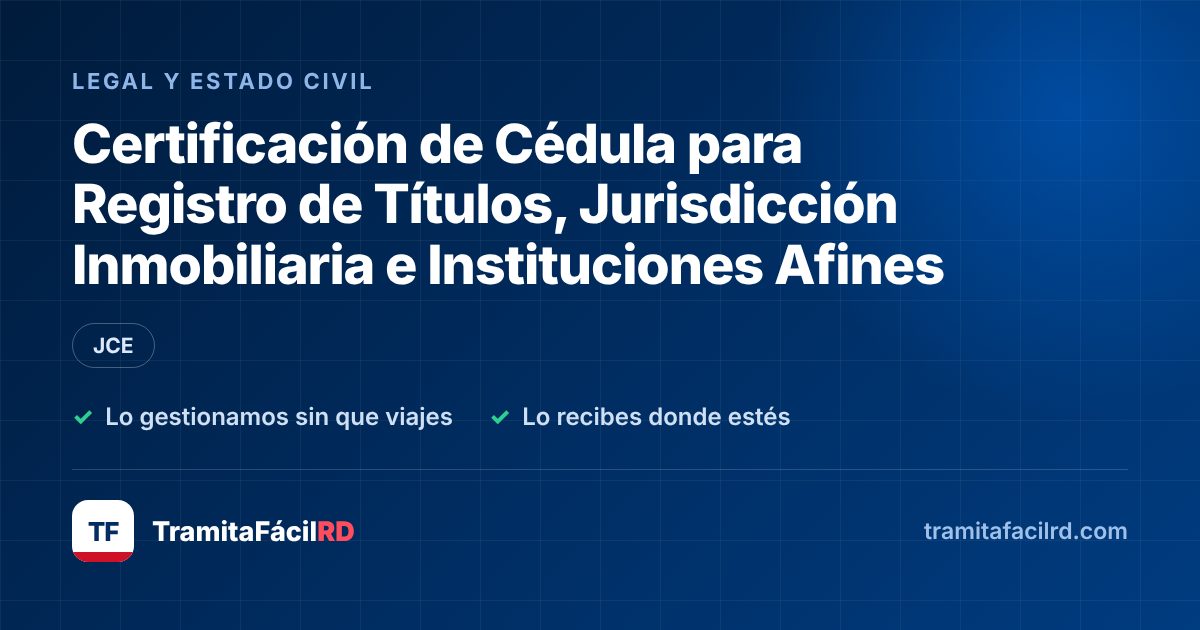 LEGAL Y ESTADO CIVIL
Certificación de Cédula para
Registro de Títulos, Jurisdicción
Inmobiliaria e Instituciones Afines
JCE
✓ Lo gestionamos sin que viajes ✓ Lo recibes donde estés
TF TramitaFácilRD tramitafacilrd.com